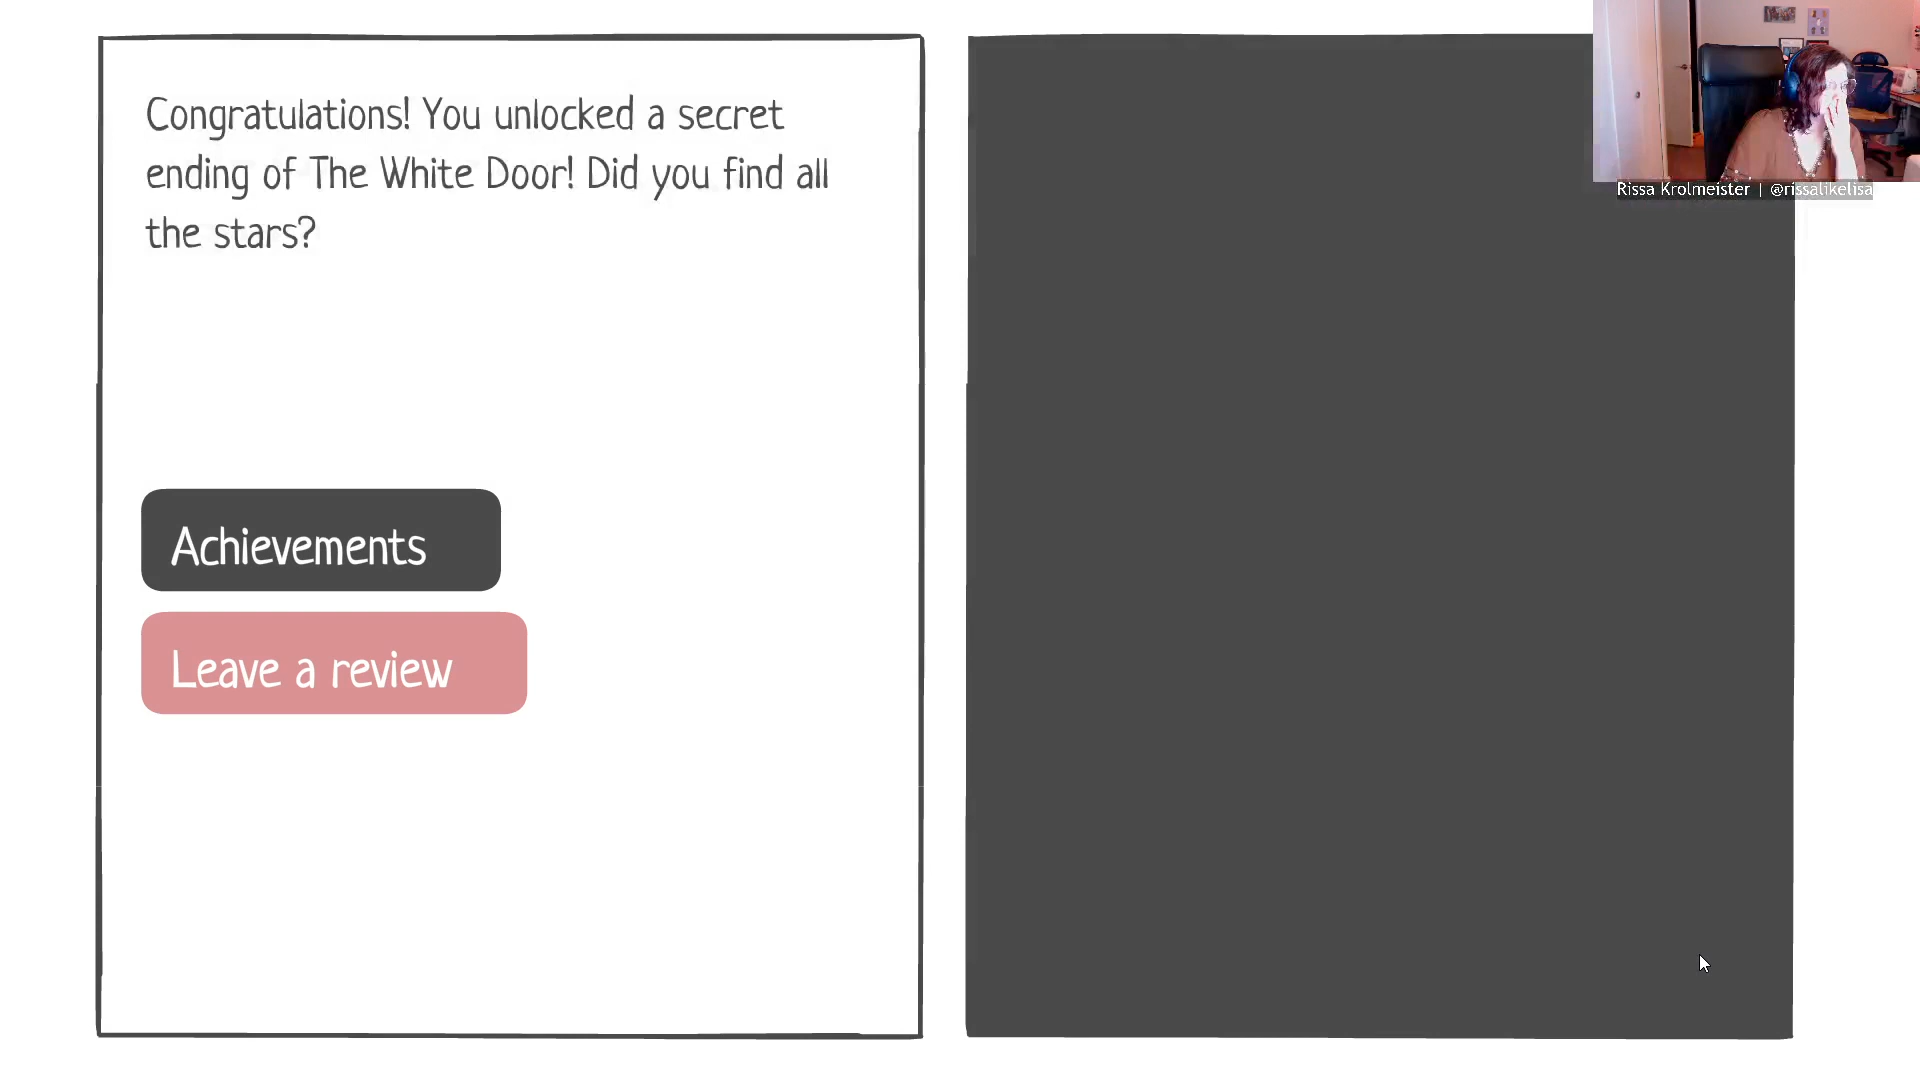 Congratulations! You unlocked a secret
ending of The White Door! Did you find all
the stars?
Achievements
Leave a review
Rissa Krolmeister | @rissalikelisa